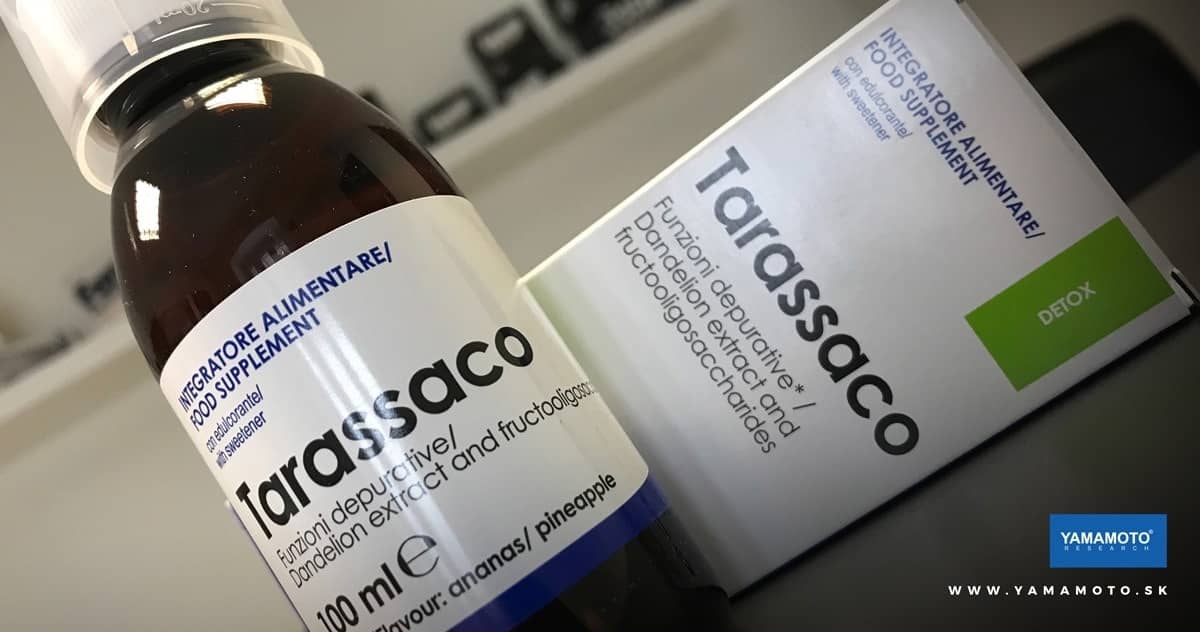 20ml
INTEGRATORE ALIMENTARE/
FOOD SUPPLEMENT
con edulcorante/
with sweetener
Tarassaco
Funzioni depurative/
Dandelion extract and fructooligosac
100 ml ℮
Flavour: ananas/ pineapple
INTEGRATORE ALIMENTARE/
FOOD SUPPLEMENT
con edulcorante/
with sweetener
Tarassaco
Funzioni depurative* /
Dandelion extract and
fructooligosaccharides
DETOX
YAMAMOTO®
RESEARCH
WWW.YAMAMOTO.SK